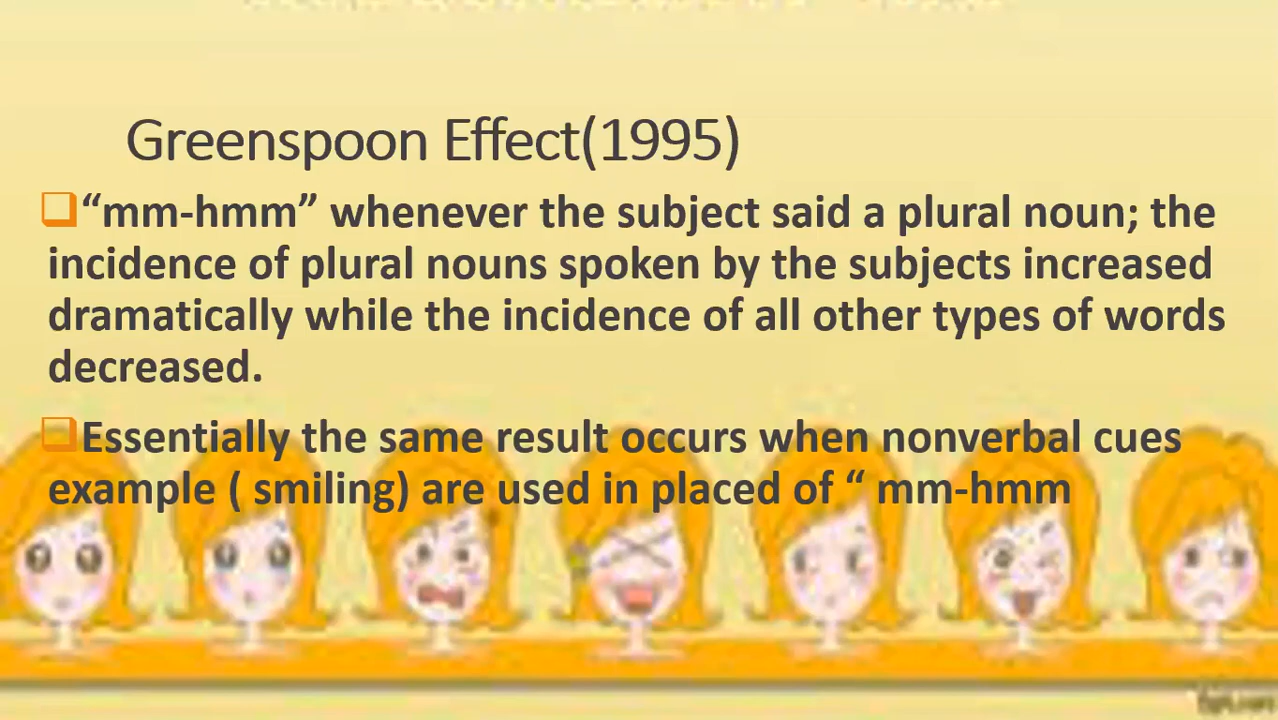 Greenspoon Effect(1995)
“mm-hmm” whenever the subject said a plural noun; the
incidence of plural nouns spoken by the subjects increased
dramatically while the incidence of all other types of words
decreased.
Essentially the same result occurs when nonverbal cues
example ( smiling) are used in placed of “ mm-hmm